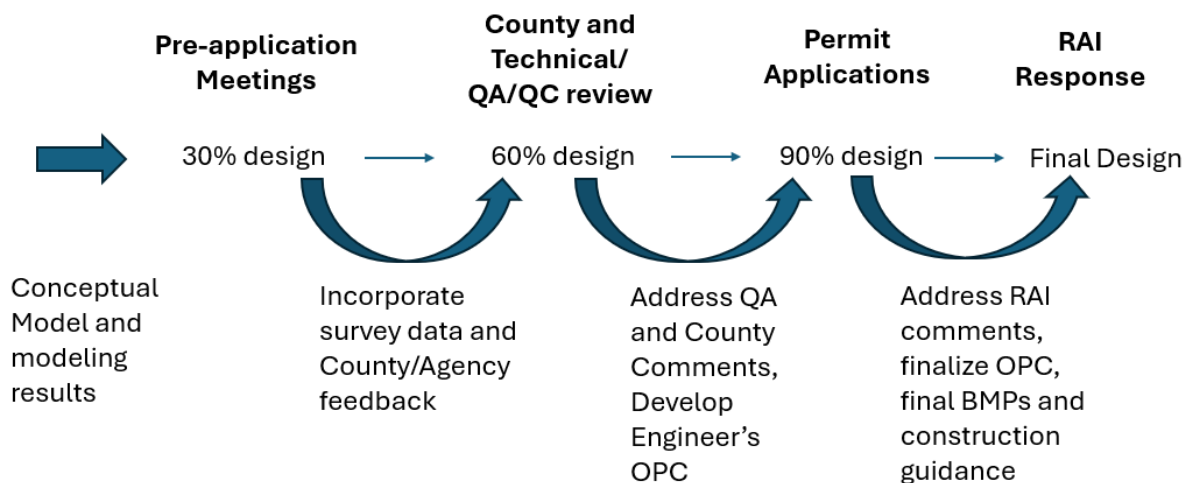 Pre-application
Meetings
County and
Technical/
QA/QC review
Permit
Applications
RAI
Response
30% design
60% design
90% design
Final Design
Conceptual
Model and
modeling
results
Incorporate
survey data and
County/Agency
feedback
Address QA
and County
Comments,
Develop
Engineer’s
OPC
Address RAI
comments,
finalize OPC,
final BMPs and
construction
guidance